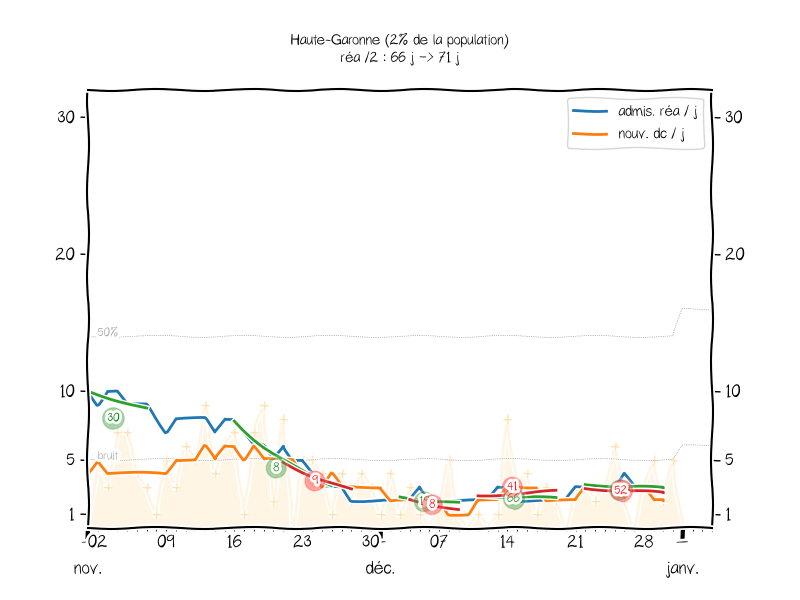 Haute-Garonne (2% de la population)
réa /2 : 66 j -> 71 j
admis. réa / j
nouv. dc / j
30
30
20
20
50%
10
10
30
bruit
5
5
8
9
8
41
66
52
1
1
02 09 16 23 30 07 14 21 28
nov. déc. janv.